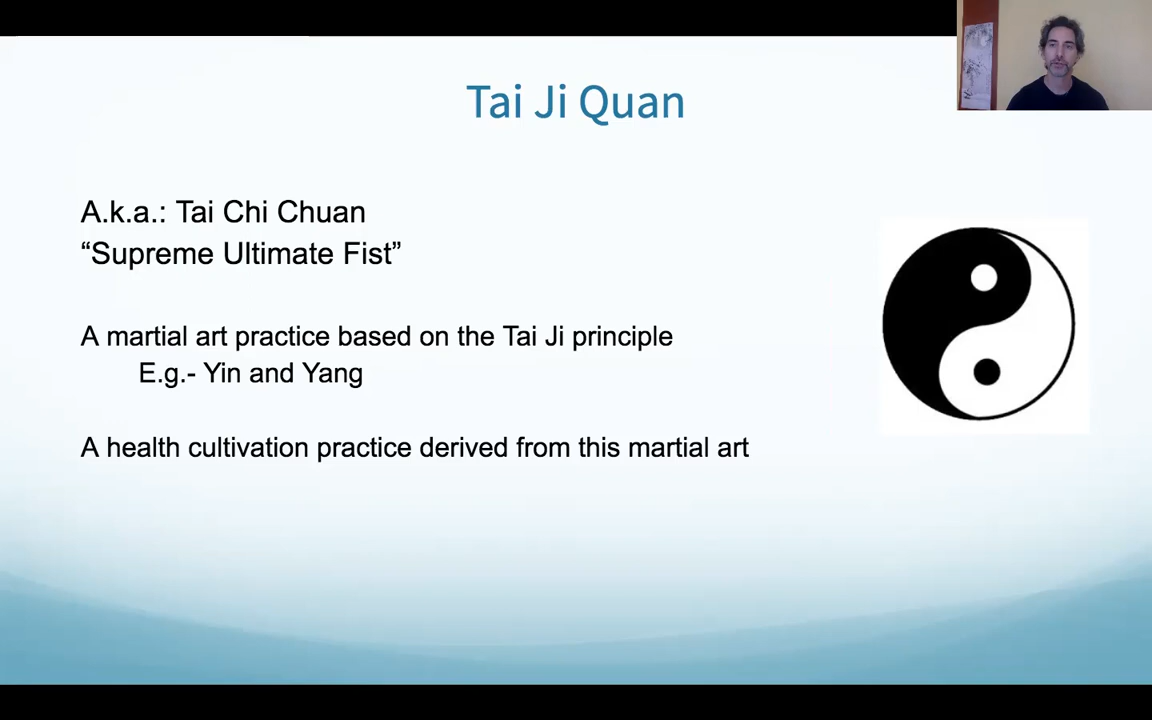 Tai Ji Quan
A.k.a.: Tai Chi Chuan
“Supreme Ultimate Fist”
A martial art practice based on the Tai Ji principle
E.g.- Yin and Yang
A health cultivation practice derived from this martial art